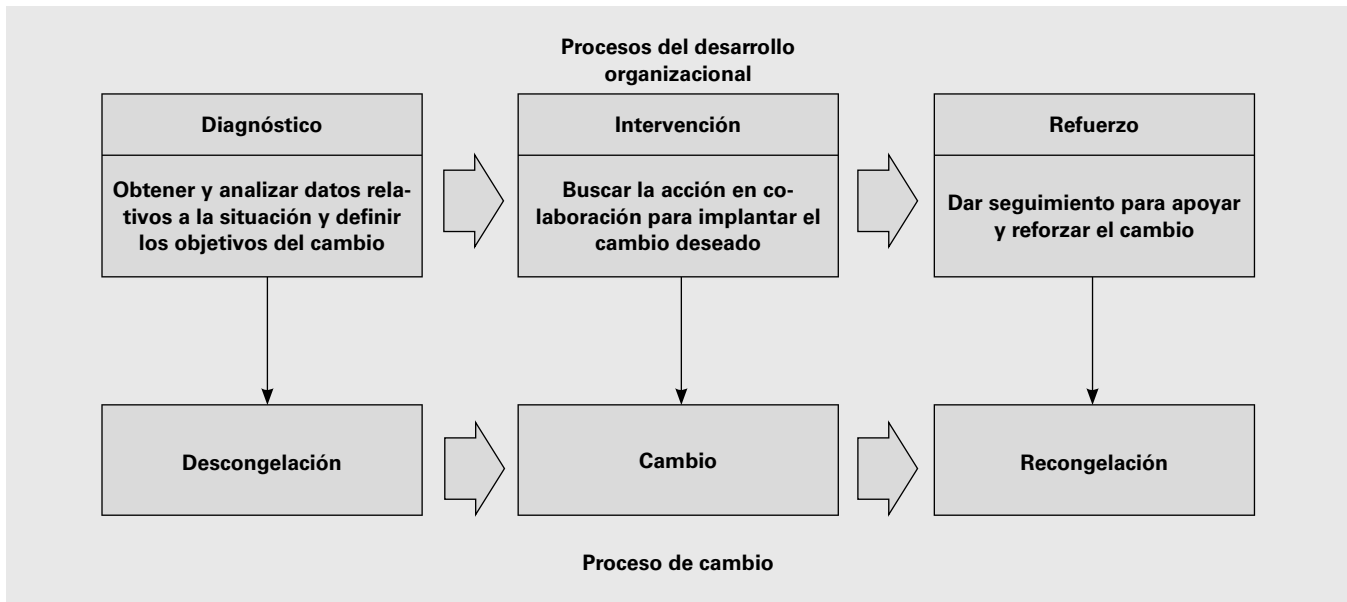 Procesos del desarrollo
organizacional
Diagnóstico
Obtener y analizar datos rela-
tivos a la situación y definir
los objetivos del cambio
Intervención
Buscar la acción en co-
laboración para implantar el
cambio deseado
Refuerzo
Dar seguimiento para apoyar
y reforzar el cambio
Descongelación
Cambio
Recongelación
Proceso de cambio